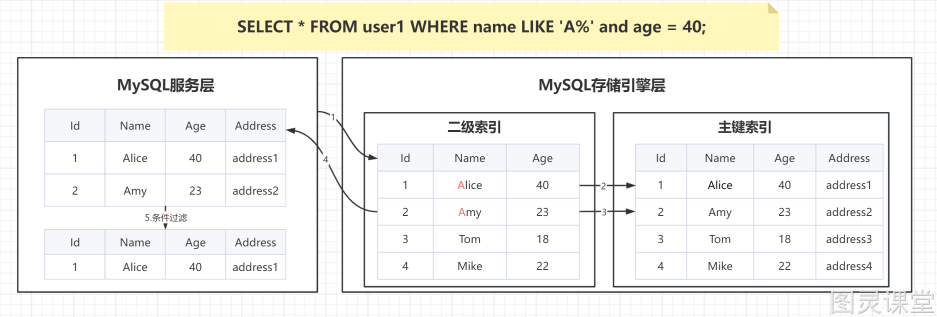 SELECT * FROM user1 WHERE name LIKE 'A%' and age = 40;
MySQL服务层
Id Name Age Address
1 Alice 40 address1
2 Amy 23 address2
5.条件过滤
Id Name Age Address
1 Alice 40 address1
1
4
MySQL存储引擎层
二级索引
Id Name Age
1 Alice 40
2 Amy 23
3 Tom 18
4 Mike 22
2
3
主键索引
Id Name Age Address
1 Alice 40 address1
2 Amy 23 address2
3 Tom 18 address3
4 Mike 22 address4
图灵课堂